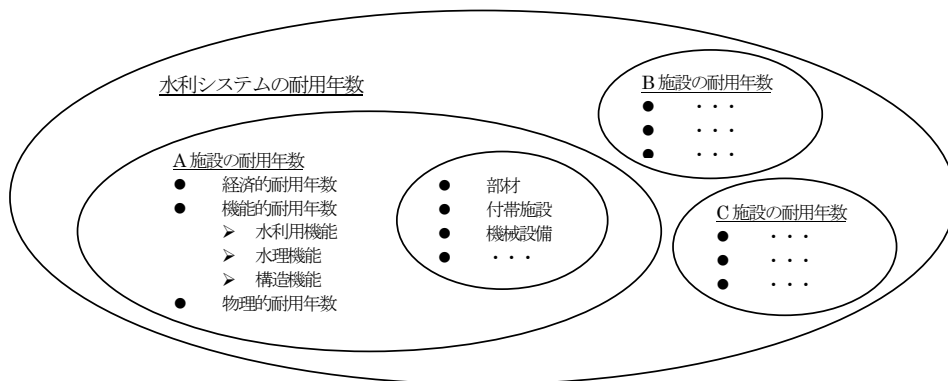 水利システムの耐用年数
B 施設の耐用年数
● ・・・
● ・・・
● ・・・
A 施設の耐用年数
● 経済的耐用年数
● 機能的耐用年数
➢ 水利用機能
➢ 水理機能
➢ 構造機能
● 物理的耐用年数
● 部材
● 付帯施設
● 機械設備
● ・・・
C 施設の耐用年数
● ・・・
● ・・・
● ・・・